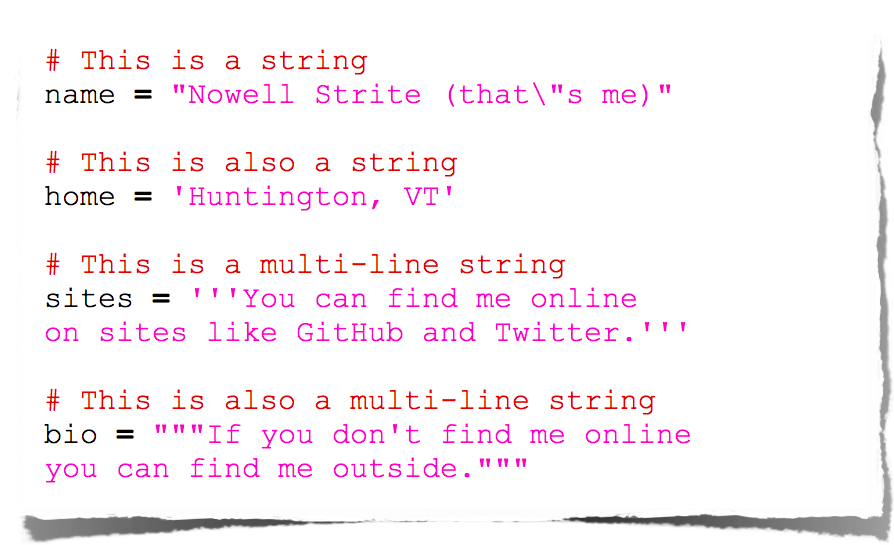 # This is a string
name = "Nowell Strite (that\"s me)"
# This is also a string
home = 'Huntington, VT'
# This is a multi-line string
sites = '''You can find me online
on sites like GitHub and Twitter.'''
# This is also a multi-line string
bio = """If you don't find me online
you can find me outside."""